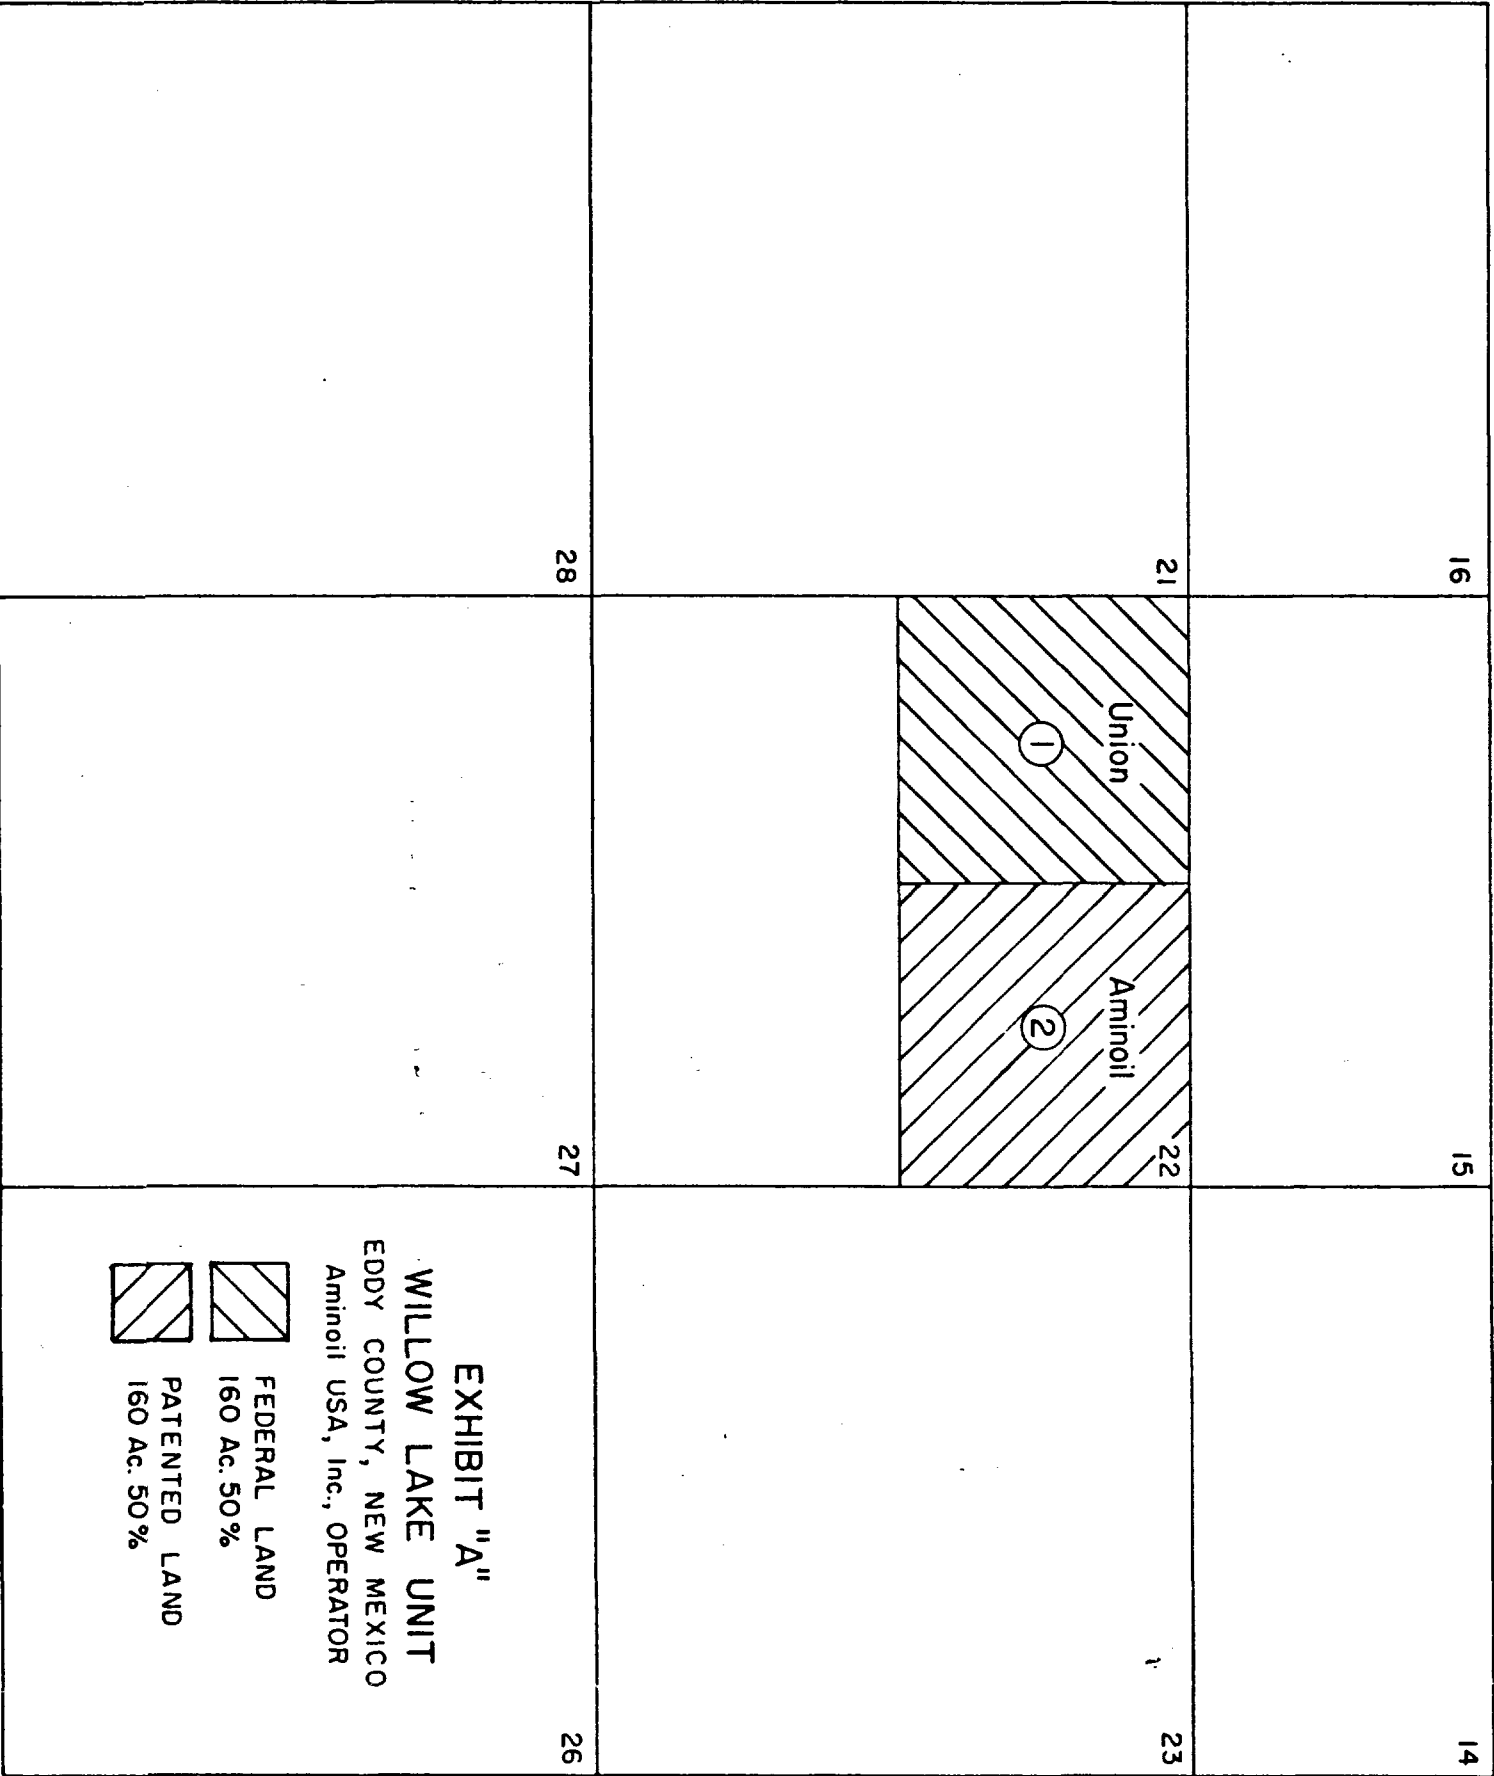 16
15
14
21
22
23
Union
Aminoil
1
2
28
27
26
EXHIBIT "A"
WILLOW LAKE UNIT
EDDY COUNTY, NEW MEXICO
Aminoil USA, Inc., OPERATOR
FEDERAL LAND
160 Ac. 50%
PATENTED LAND
160 Ac. 50%